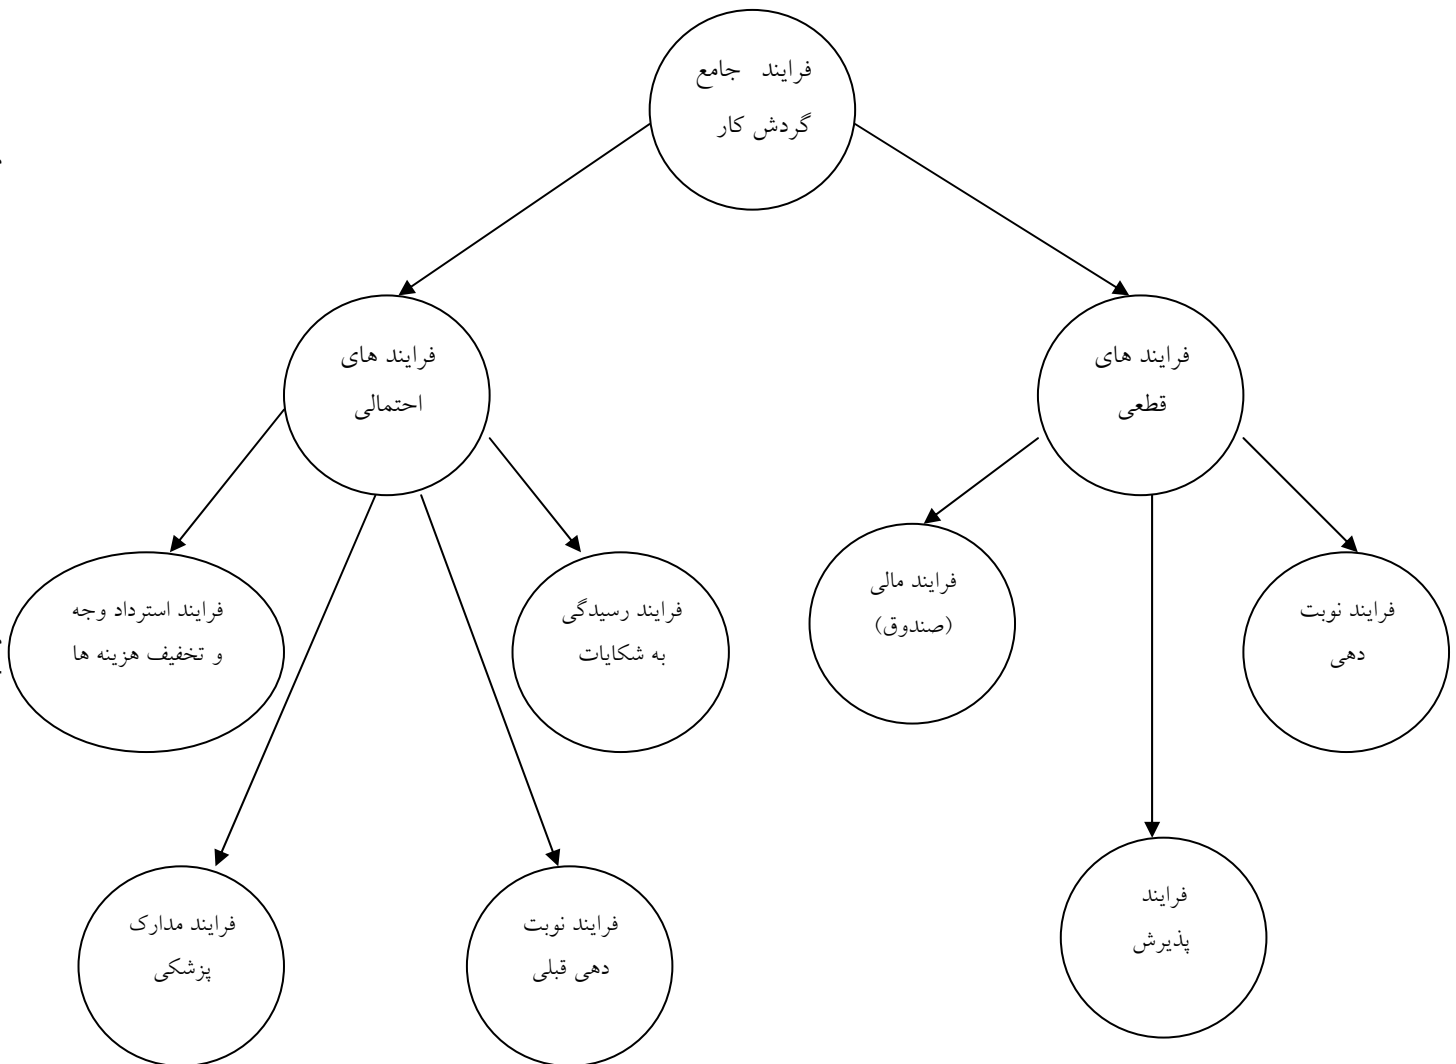 فرایند جامع
گردش کار
فرایند های
قطعی
فرایند های
احتمالی
فرایند نوبت
دهی
فرایند مالی
(صندوق)
فرایند رسیدگی
به شکایات
فرایند استرداد وجه
و تخفیف هزینه ها
فرایند
پذیرش
فرایند نوبت
دهی قبلی
فرایند مدارک
پزشکی